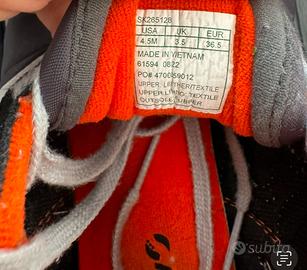 SK265128
USA UK EUR.
4.5M 3.5 36.5
MADE IN VIETNAM
61594 0822
PO# 4700059012
UPPER: LEATHER/TEXTILE
UPPER LINING: TEXTILE
OUTSOLE: RUBBER
subito